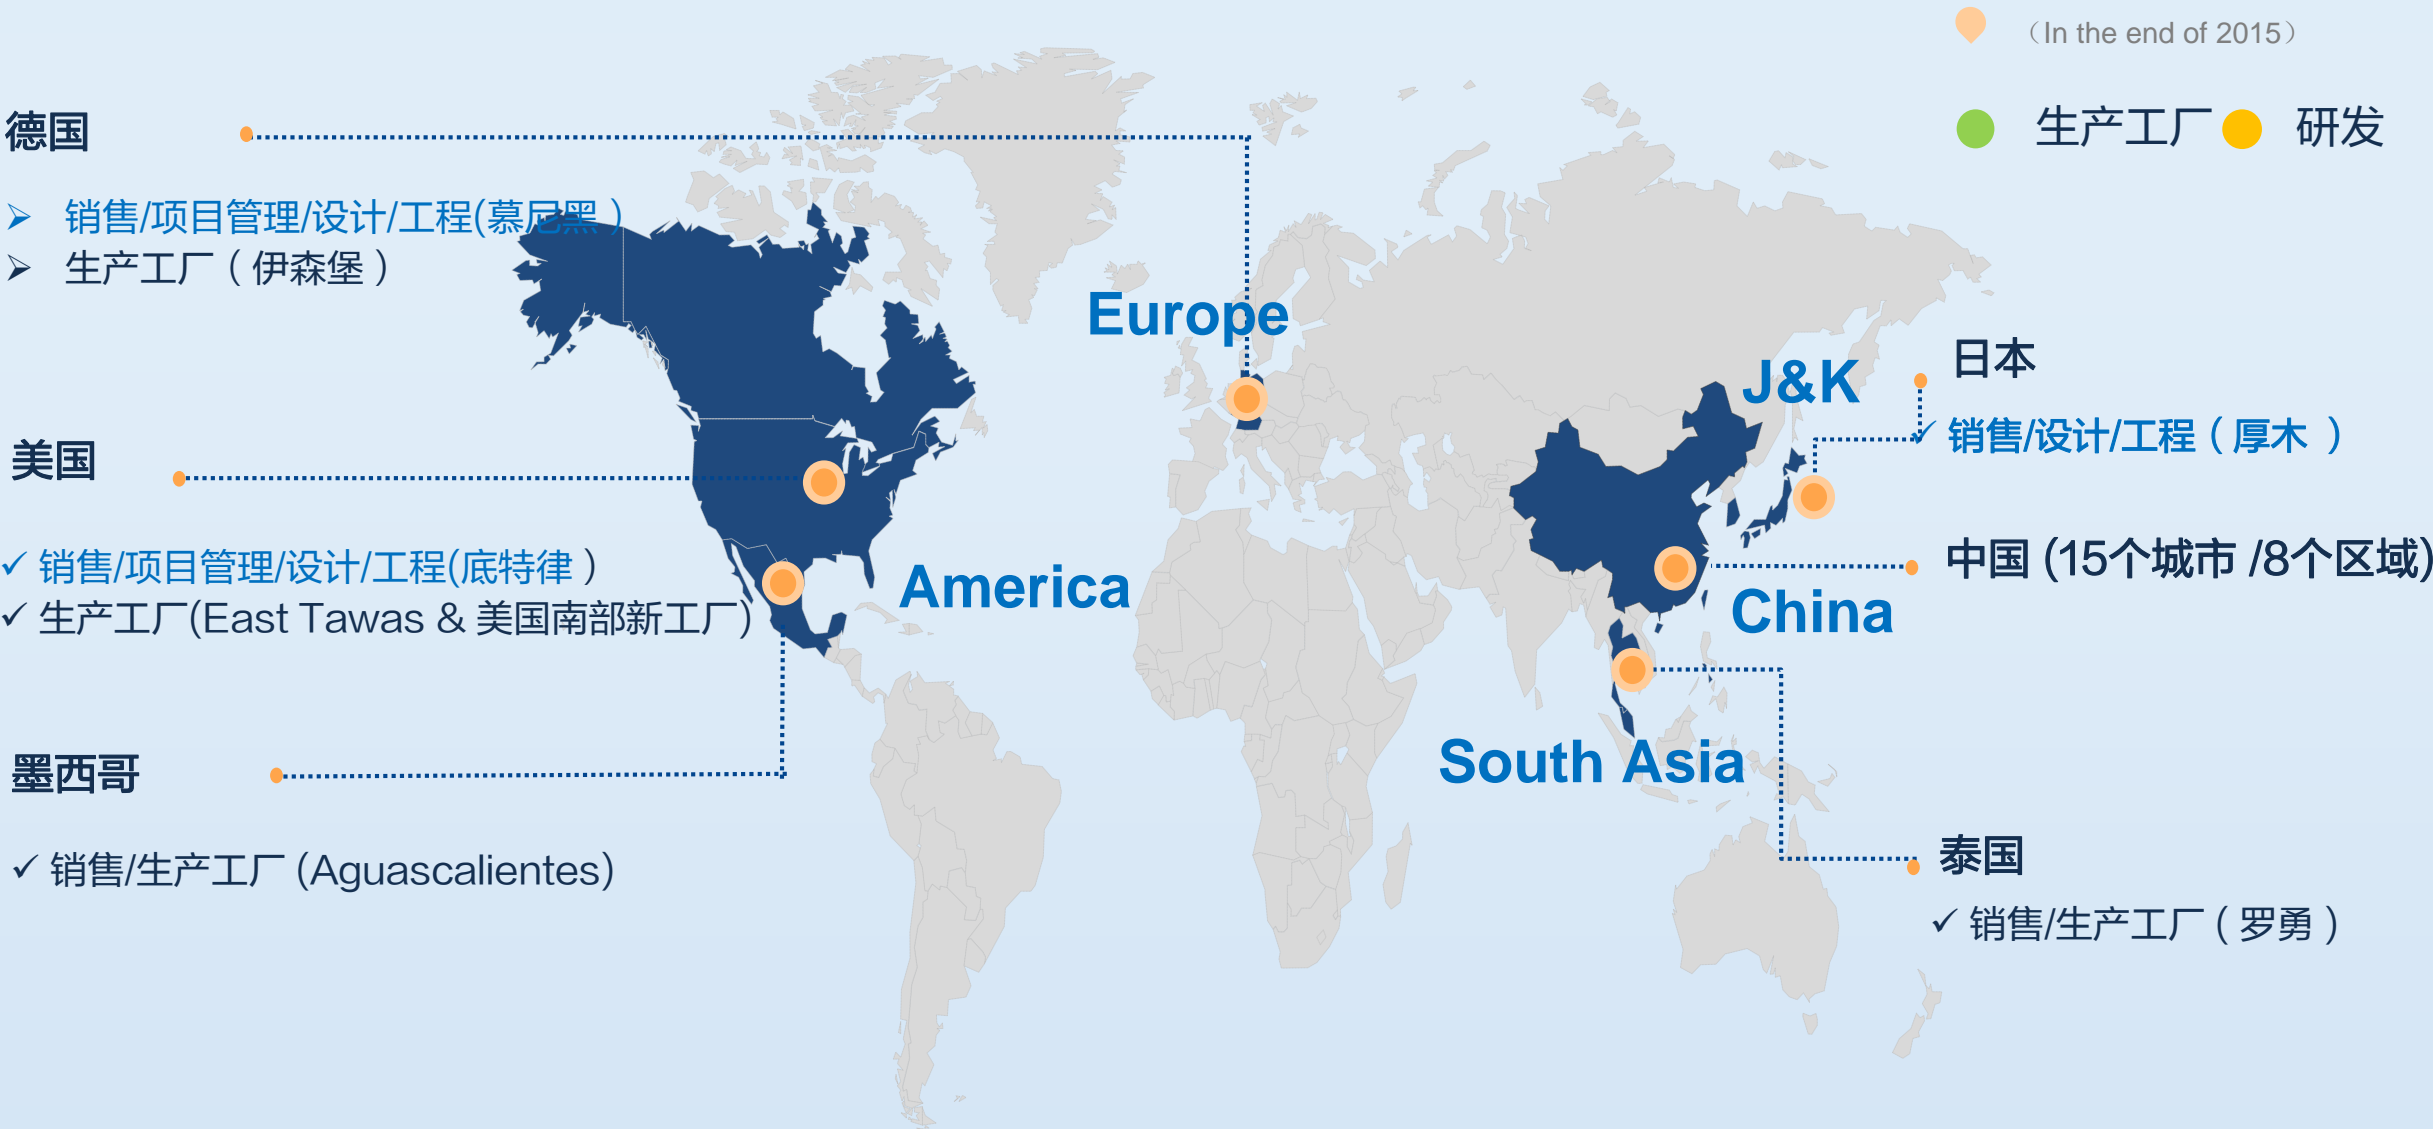 （In the end of 2015）
生产工厂 研发
德国
销售/项目管理/设计/工程(慕尼黑）
生产工厂（伊森堡）
Europe
J&K
日本
销售/设计/工程（厚木 ）
美国
销售/项目管理/设计/工程(底特律）
生产工厂(East Tawas & 美国南部新工厂)
America
中国 (15个城市 /8个区域)
China
South Asia
墨西哥
销售/生产工厂 (Aguascalientes)
泰国
销售/生产工厂（罗勇）